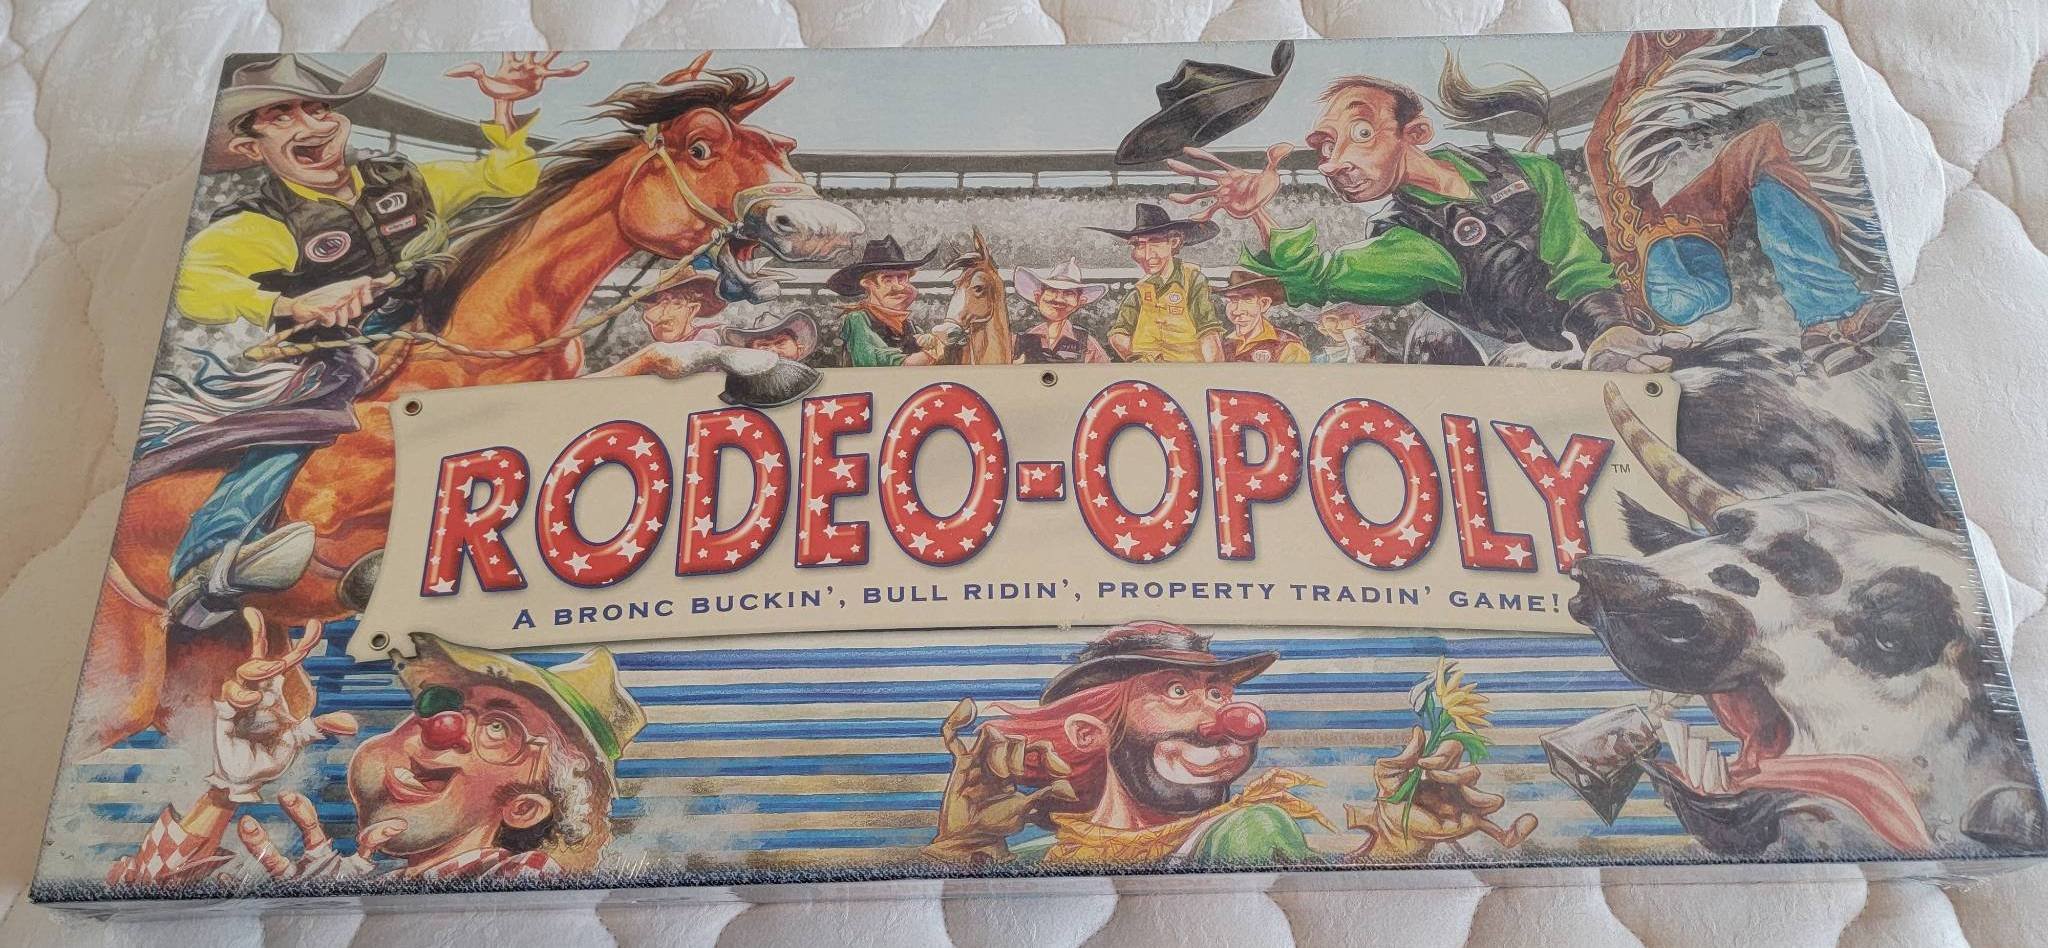 RODEO-OPOLY™
A BRONC BUCKIN', BULL RIDIN', PROPERTY TRADIN' GAME!